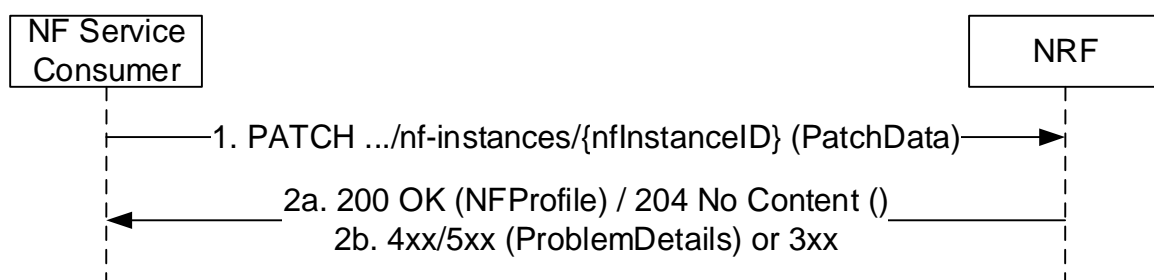 NF Service
Consumer
NRF
1. PATCH .../nf-instances/{nfInstanceID} (PatchData)
2a. 200 OK (NFProfile) / 204 No Content ()
2b. 4xx/5xx (ProblemDetails) or 3xx